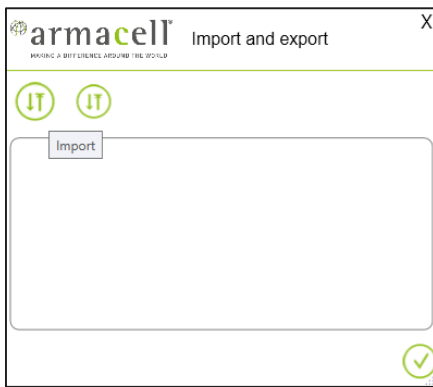 armacell®
MAKING A DIFFERENCE AROUND THE WORLD
Import and export
X
Import